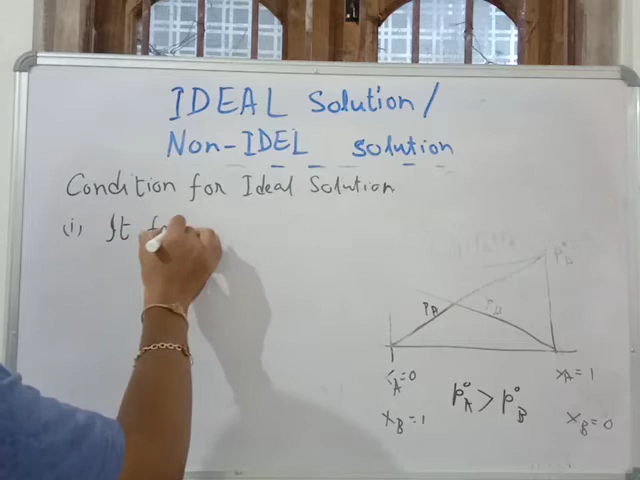 IDEAL Solution/
Non-IDEL solution
Condition for Ideal Solution
(i) It
P°b
PA
xA=0
xA=1
P°A > P°B
xB=1
xB=0